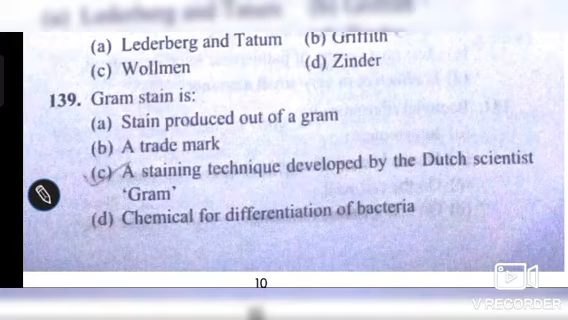 (a) Lederberg and Tatum (b) Griffith
(c) Wollmen (d) Zinder
139. Gram stain is:
(a) Stain produced out of a gram
(b) A trade mark
(c) A staining technique developed by the Dutch scientist
‘Gram’
(d) Chemical for differentiation of bacteria
10
V RECORDER